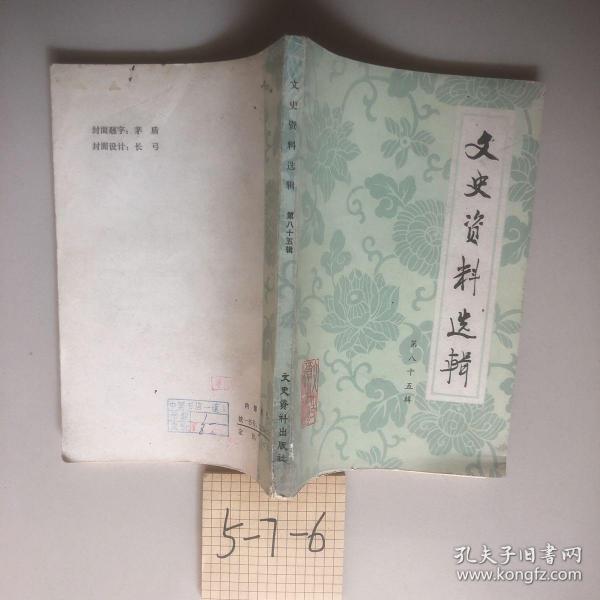 封面题字：茅 盾
封面设计：长 弓
文史资料选辑
第八十五辑
文史资料出版社
文史资料选辑
第八十五辑
5-7-6
孔夫子旧书网
www.kongfz.com